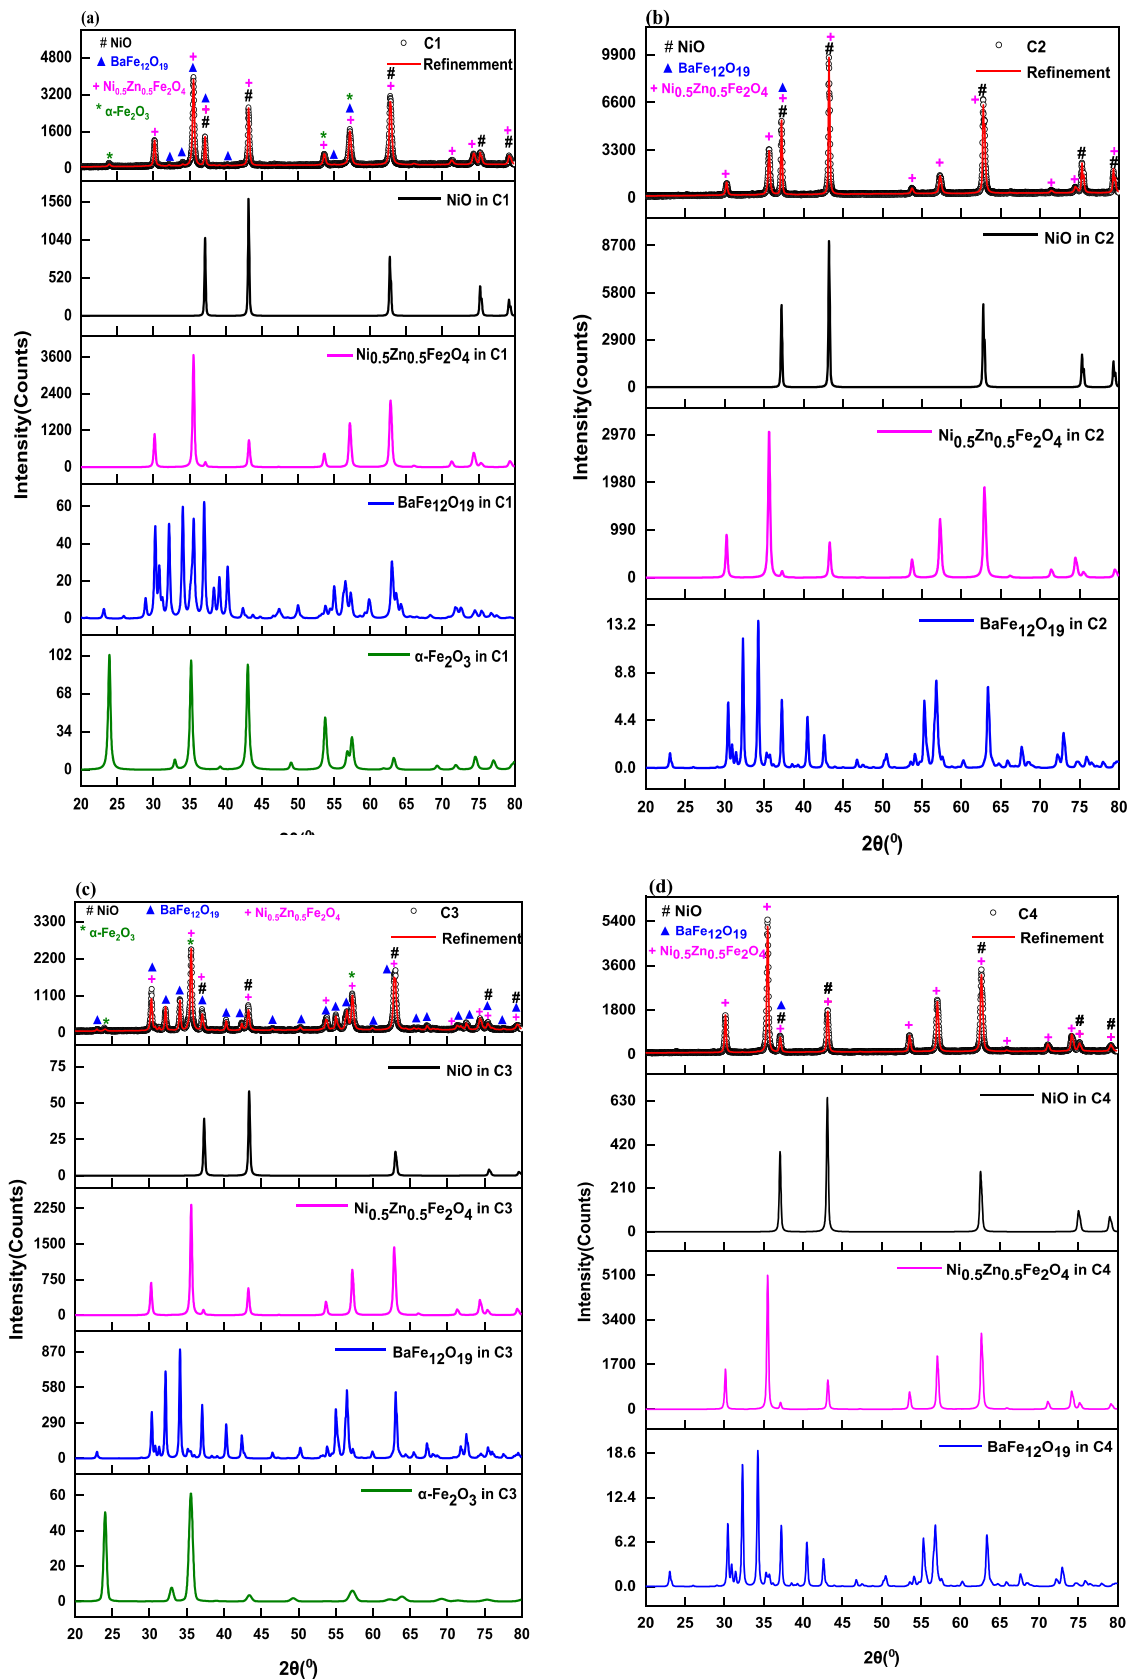 (a)
# NiO
▲ BaFe12O19
+ Ni0.5Zn0.5Fe2O4
* α-Fe2O3
○ C1
Refinemment
4800
3200
1600
0
NiO in C1
1560
1040
520
0
Ni0.5Zn0.5Fe2O4 in C1
3600
2400
1200
0
BaFe12O19 in C1
60
40
20
0
α-Fe2O3 in C1
102
68
34
0
20 25 30 35 40 45 50 55 60 65 70 75 80
Intensity(Counts)
(b)
# NiO
▲ BaFe12O19
+ Ni0.5Zn0.5Fe2O4
○ C2
Refinement
9900
6600
3300
0
NiO in C2
8700
5800
2900
0
Ni0.5Zn0.5Fe2O4 in C2
2970
1980
990
0
BaFe12O19 in C2
13.2
8.8
4.4
0.0
20 25 30 35 40 45 50 55 60 65 70 75 80
2θ(0)
Intensity(counts)
(c)
# NiO
▲ BaFe12O19
+ Ni0.5Zn0.5Fe2O4
* α-Fe2O3
○ C3
Refinement
3300
2200
1100
0
NiO in C3
75
50
25
0
Ni0.5Zn0.5Fe2O4 in C3
2250
1500
750
0
BaFe12O19 in C3
870
580
290
0
α-Fe2O3 in C3
60
40
20
0
20 25 30 35 40 45 50 55 60 65 70 75 80
2θ(0)
Intensity(Counts)
(d)
# NiO
▲ BaFe12O19
+ Ni0.5Zn0.5Fe2O4
○ C4
Refinement
5400
3600
1800
0
NiO in C4
630
420
210
0
Ni0.5Zn0.5Fe2O4 in C4
5100
3400
1700
0
BaFe12O19 in C4
18.6
12.4
6.2
0.0
20 25 30 35 40 45 50 55 60 65 70 75 80
2θ(0)
Intensity(Counts)